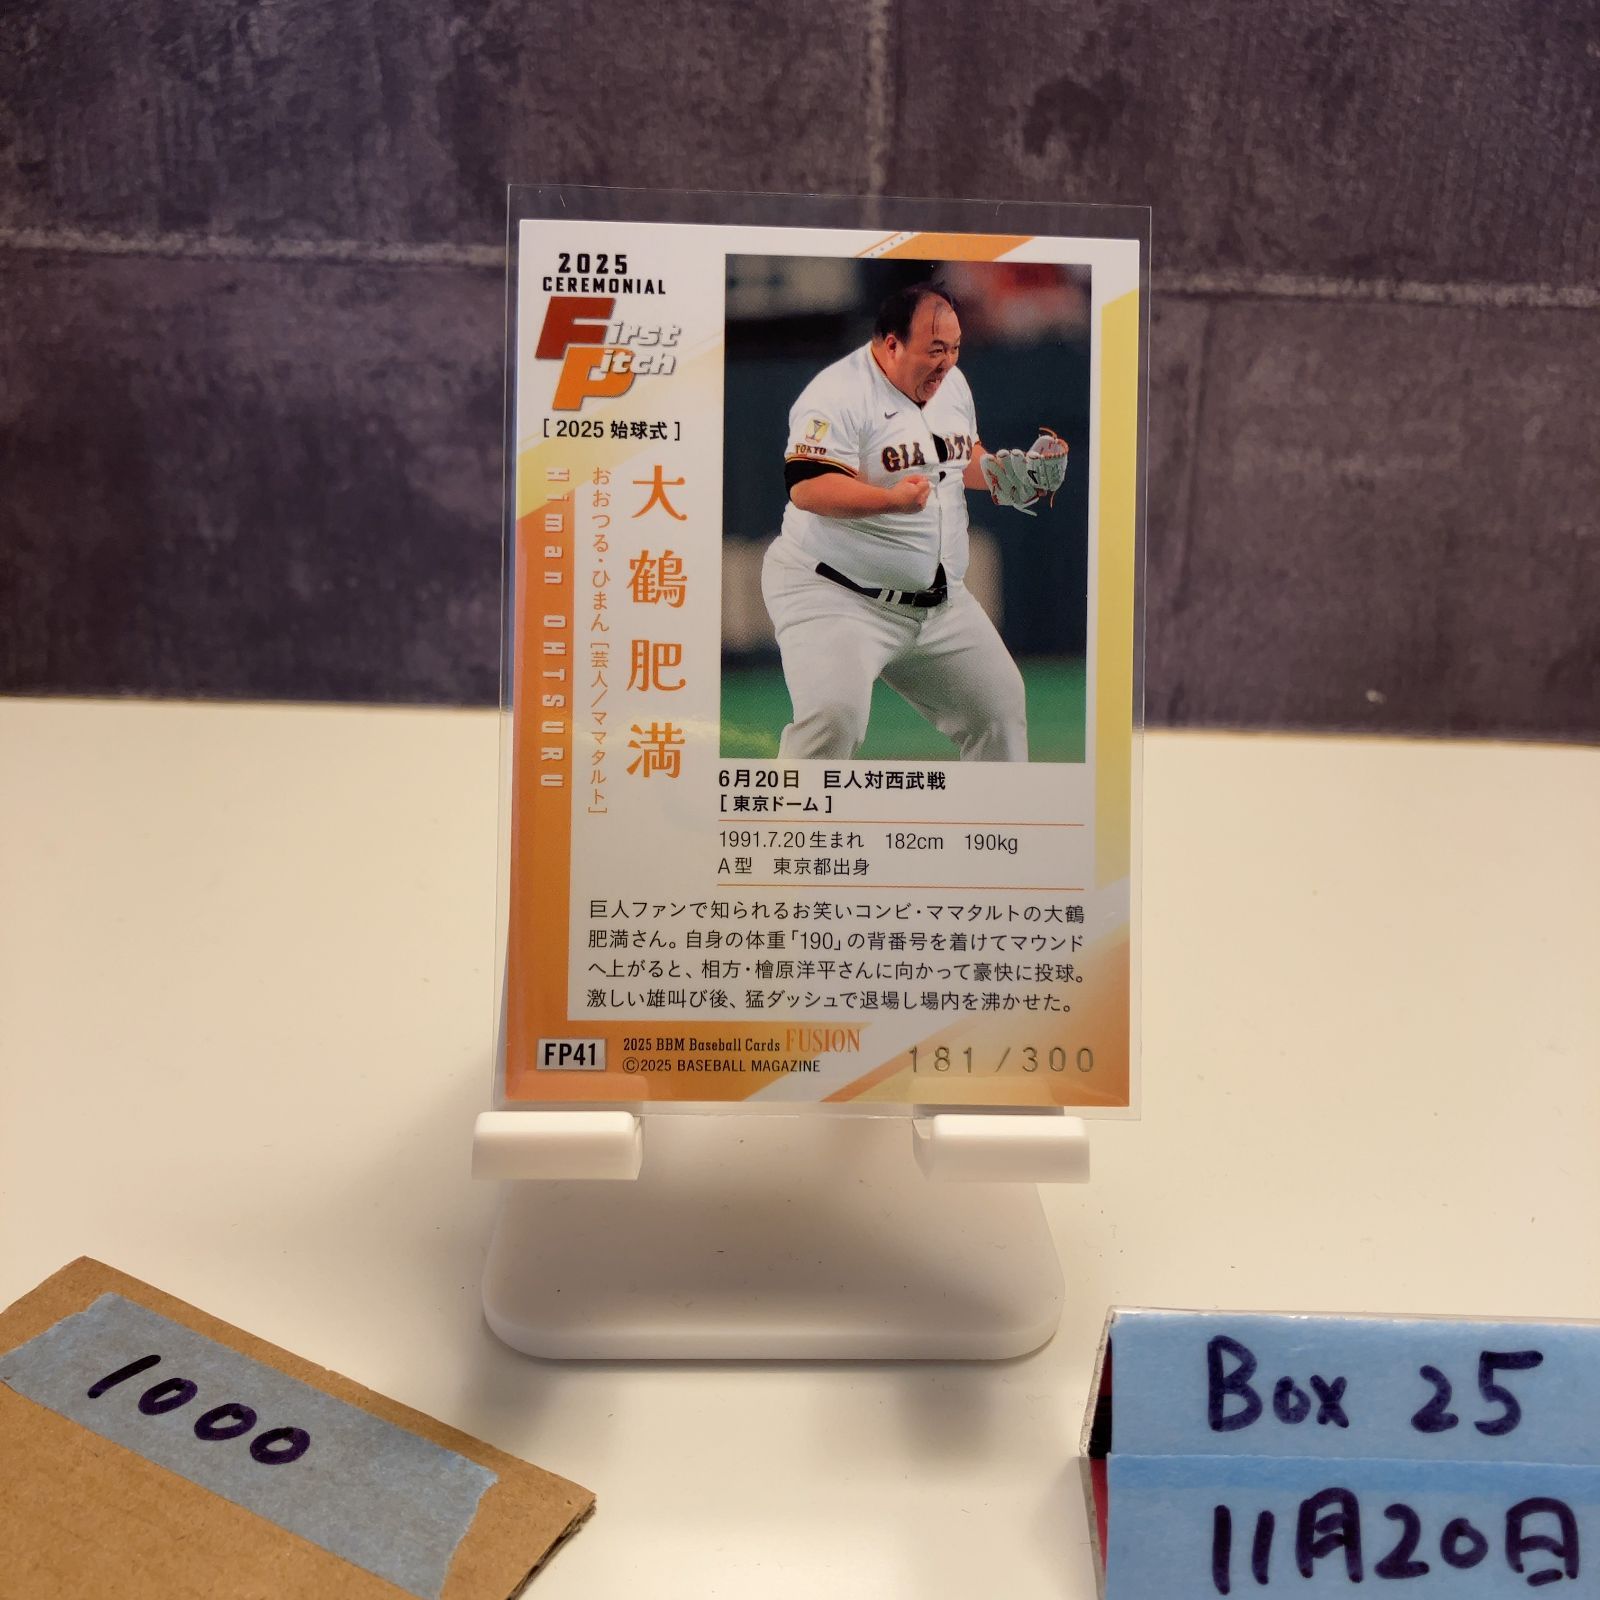 2025
CEREMONIAL
First
Pitch
[ 2025 始球式 ]
大鶴肥満
おおつる・ひまん [芸人/ママタルト]
Himan OHTSURU
TOKYO
GIANTS
6月20日 巨人対西武戦
[ 東京ドーム ]
1991.7.20生まれ 182cm 190kg
A型 東京都出身
巨人ファンで知られるお笑いコンビ・ママタルトの大鶴
肥満さん。自身の体重「190」の背番号を着けてマウンド
へ上がると、相方・檜原洋平さんに向かって豪快に投球。
激しい雄叫び後、猛ダッシュで退場し場内を沸かせた。
FP41
2025 BBM Baseball Cards FUSION
©2025 BASEBALL MAGAZINE
181/300
1000
Box 25
11月20日